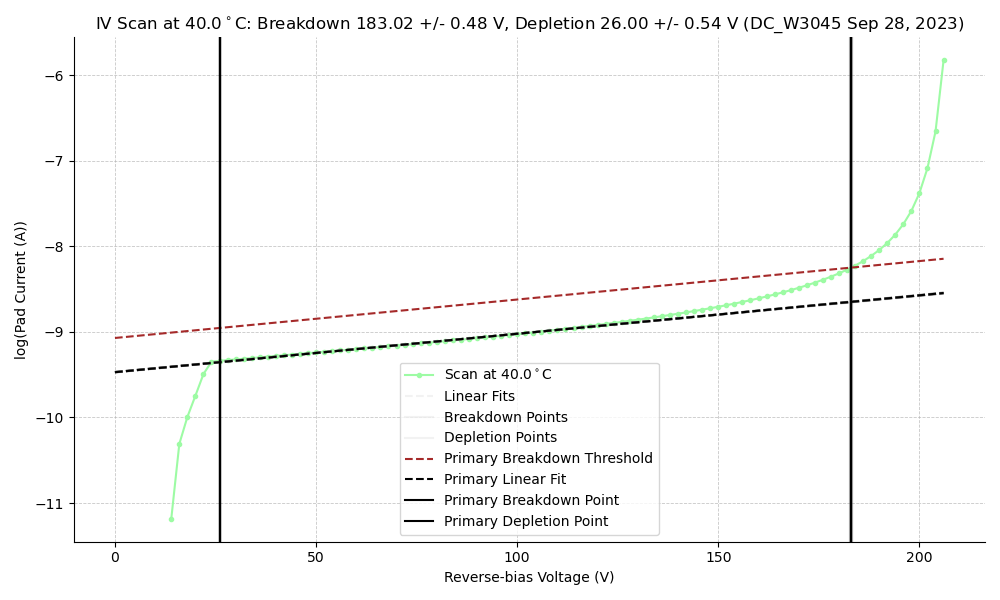 IV Scan at 40.0°C: Breakdown 183.02 +/- 0.48 V, Depletion 26.00 +/- 0.54 V (DC_W3045 Sep 28, 2023)
log(Pad Current (A))
−6
−7
−8
−9
−10
−11
Scan at 40.0°C
Linear Fits
Breakdown Points
Depletion Points
Primary Breakdown Threshold
Primary Linear Fit
Primary Breakdown Point
Primary Depletion Point
0 50 100 150 200
Reverse-bias Voltage (V)